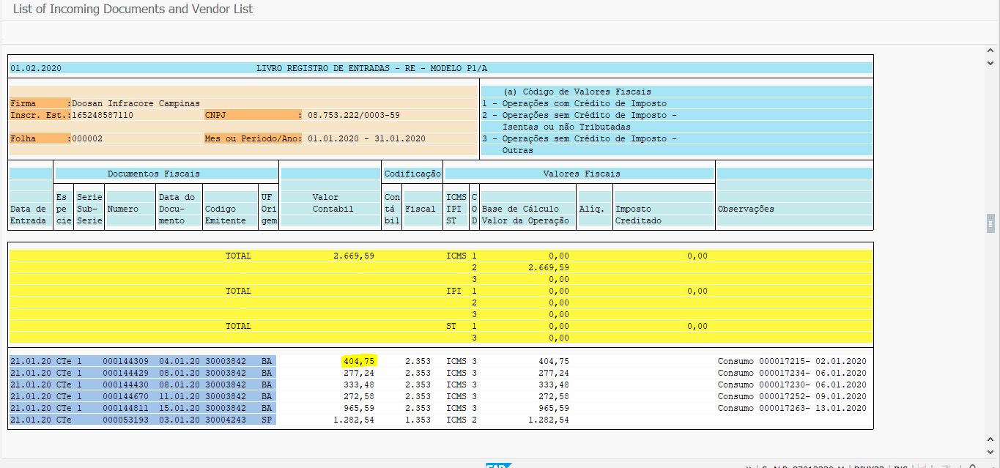 List of Incoming Documents and Vendor List
01.02.2020 LIVRO REGISTRO DE ENTRADAS - RE - MODELO P1/A
(a) Código de Valores Fiscais
Firma :Doosan Infracore Campinas 1 - Operações com Crédito de Imposto
Inscr. Est.:165248587110 CNPJ : 08.753.222/0003-59 2 - Operações sem Crédito de Imposto -
Isentas ou não Tributadas
Folha :000002 Mes ou Período/Ano: 01.01.2020 - 31.01.2020 3 - Operações sem Crédito de Imposto -
Outras
Documentos Fiscais Codificação Valores Fiscais
Es Serie Data do UF Valor Con ICMS C
Data de pe Sub- Numero Docu- Codigo Ori Contabil tá Fiscal IPI O Base de Cálculo Alíq. Imposto Observações
Entrada cie Serie mento Emitente gem bil ST D Valor da Operação Creditado
TOTAL 2.669,59 ICMS 1 0,00 0,00
2 2.669,59
3 0,00
TOTAL IPI 1 0,00 0,00
2 0,00
3 0,00
TOTAL ST 1 0,00 0,00
3 0,00
21.01.20 CTe 1 000144309 04.01.20 30003842 BA 404,75 2.353 ICMS 3 404,75 Consumo 000017215- 02.01.2020
21.01.20 CTe 1 000144429 08.01.20 30003842 BA 277,24 2.353 ICMS 3 277,24 Consumo 000017234- 06.01.2020
21.01.20 CTe 1 000144430 08.01.20 30003842 BA 333,48 2.353 ICMS 3 333,48 Consumo 000017230- 06.01.2020
21.01.20 CTe 1 000144670 11.01.20 30003842 BA 272,58 2.353 ICMS 3 272,58 Consumo 000017252- 09.01.2020
21.01.20 CTe 1 000144811 15.01.20 30003842 BA 965,59 2.353 ICMS 3 965,59 Consumo 000017263- 13.01.2020
21.01.20 CTe 000053193 03.01.20 30004243 SP 1.282,54 1.353 ICMS 2 1.282,54